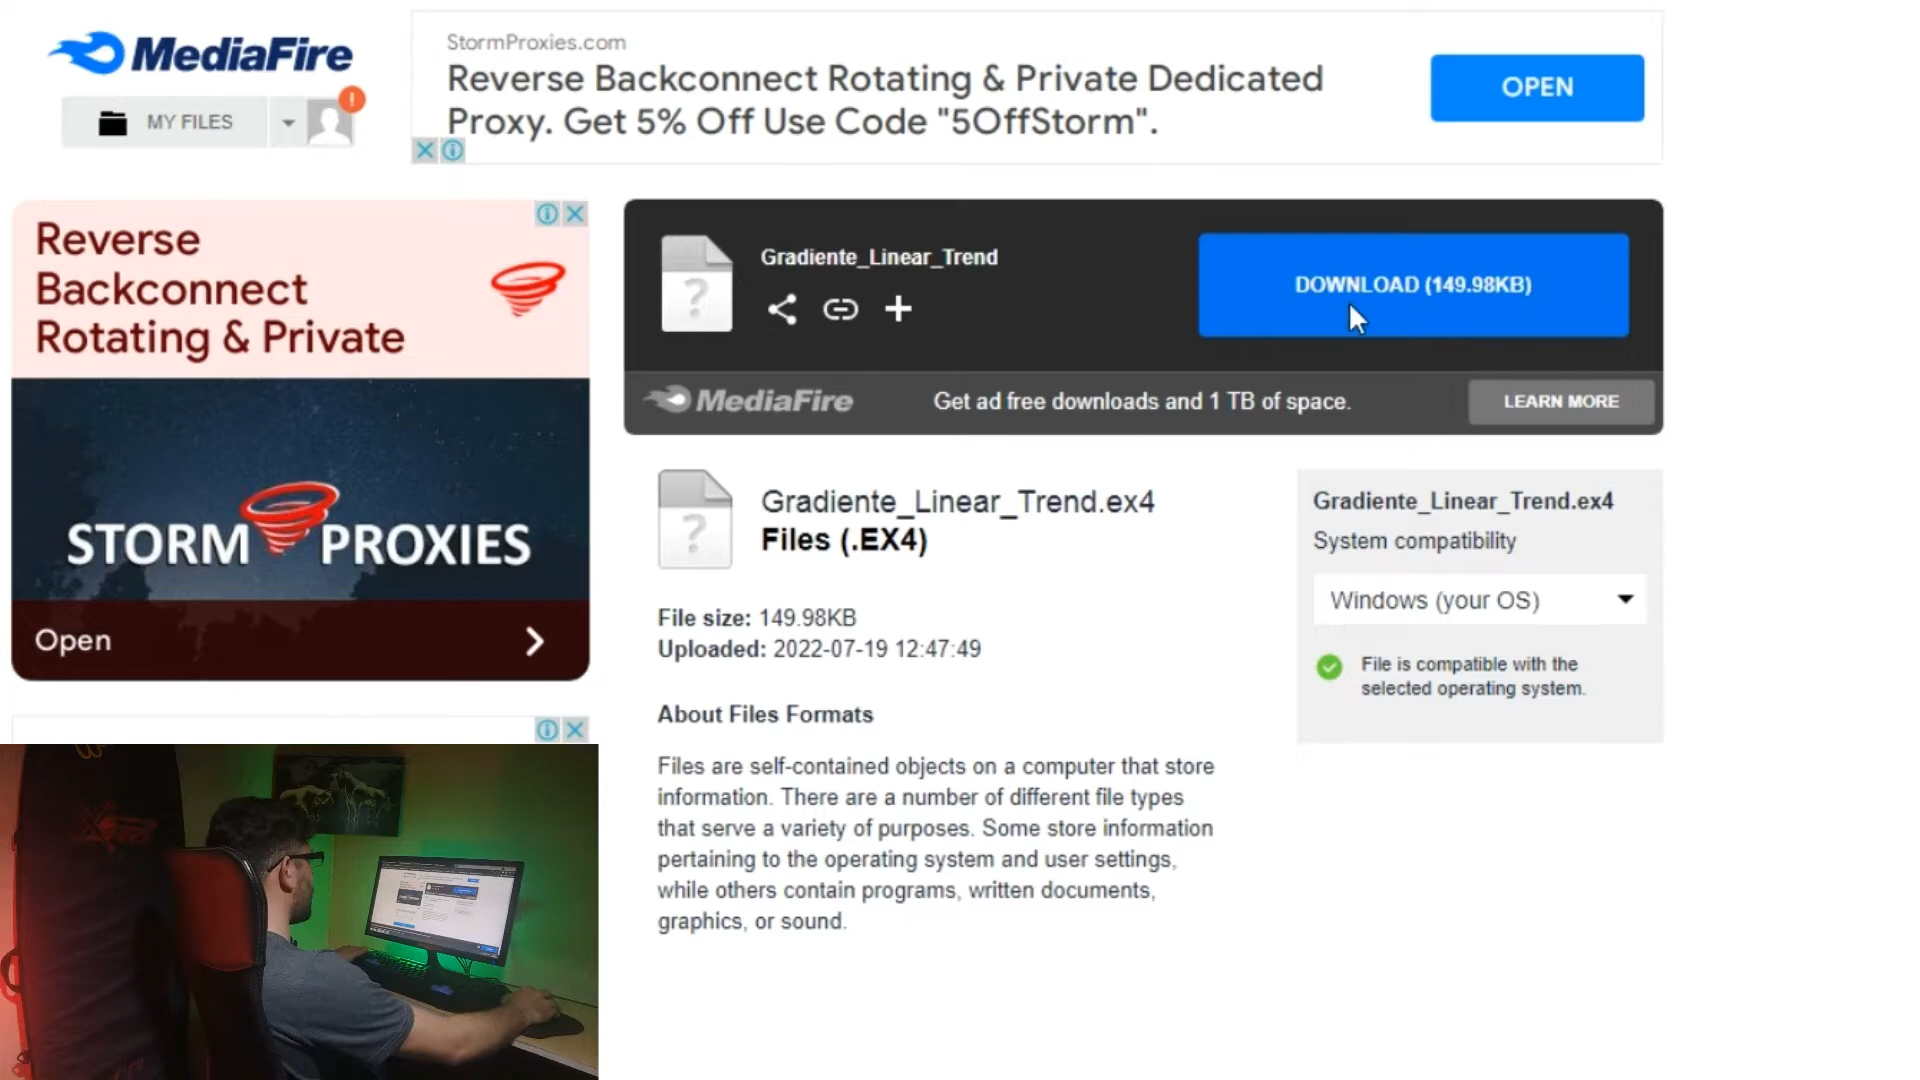 MediaFire
MY FILES
!
StormProxies.com
Reverse Backconnect Rotating & Private Dedicated
Proxy. Get 5% Off Use Code "5OffStorm".
OPEN
Reverse
Backconnect
Rotating & Private
STORM PROXIES
Open
Gradiente_Linear_Trend
DOWNLOAD (149.98KB)
MediaFire
Get ad free downloads and 1 TB of space.
LEARN MORE
Gradiente_Linear_Trend.ex4
Files (.EX4)
File size: 149.98KB
Uploaded: 2022-07-19 12:47:49
About Files Formats
Files are self-contained objects on a computer that store
information. There are a number of different file types
that serve a variety of purposes. Some store information
pertaining to the operating system and user settings,
while others contain programs, written documents,
graphics, or sound.
Gradiente_Linear_Trend.ex4
System compatibility
Windows (your OS)
File is compatible with the
selected operating system.